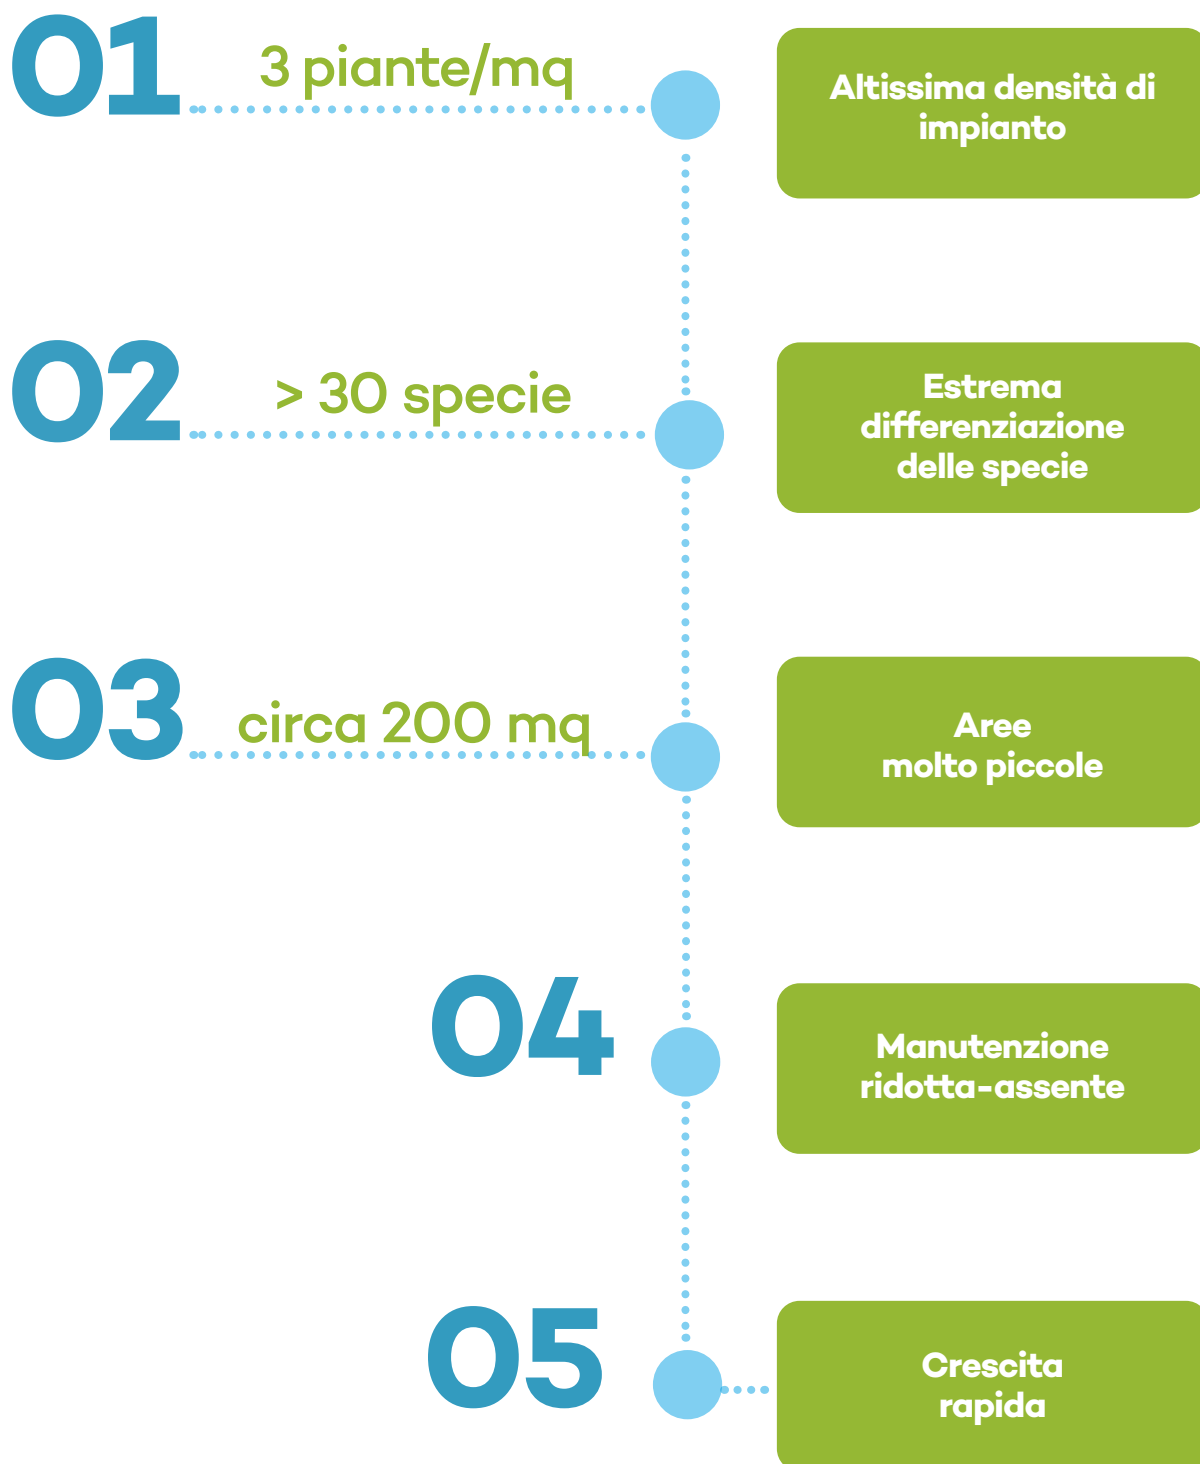 01
3 piante/mq
Altissima densità di
impianto
02
> 30 specie
Estrema
differenziazione
delle specie
03
circa 200 mq
Aree
molto piccole
04
Manutenzione
ridotta-assente
05
Crescita
rapida